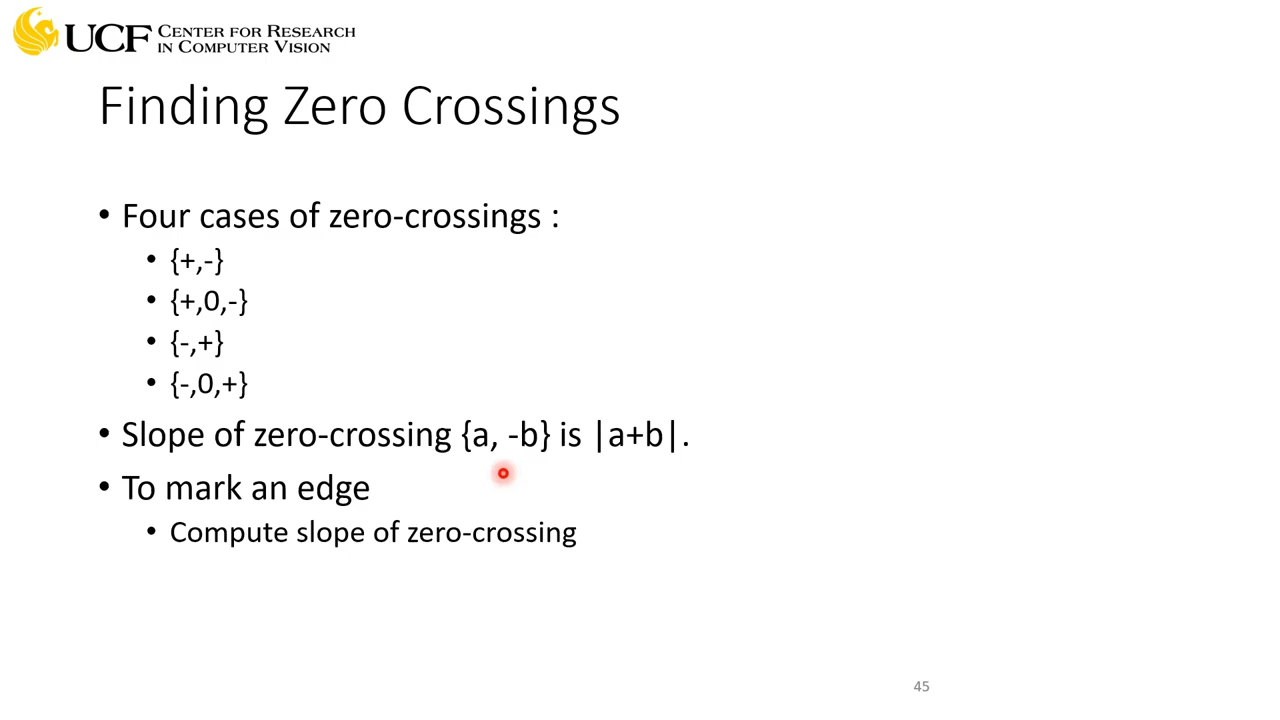 UCF CENTER FOR RESEARCH
IN COMPUTER VISION
Finding Zero Crossings
• Four cases of zero-crossings :
• {+,-}
• {+,0,-}
• {-,+}
• {-,0,+}
• Slope of zero-crossing {a, -b} is |a+b|.
• To mark an edge
• Compute slope of zero-crossing
45